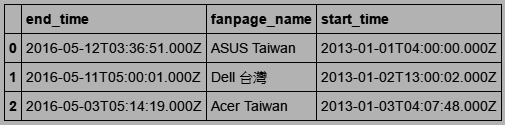 end_time fanpage_name start_time
0 2016-05-12T03:36:51.000Z ASUS Taiwan 2013-01-01T04:00:00.000Z
1 2016-05-11T05:00:01.000Z Dell 台灣 2013-01-02T13:00:02.000Z
2 2016-05-03T05:14:19.000Z Acer Taiwan 2013-01-03T04:07:48.000Z